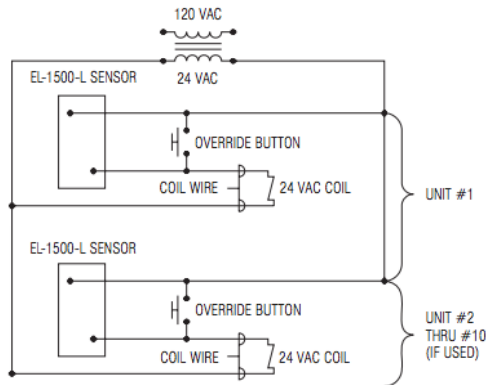 120 VAC
24 VAC
EL-1500-L SENSOR
OVERRIDE BUTTON
COIL WIRE
24 VAC COIL
UNIT #1
EL-1500-L SENSOR
OVERRIDE BUTTON
COIL WIRE
24 VAC COIL
UNIT #2
THRU #10
(IF USED)